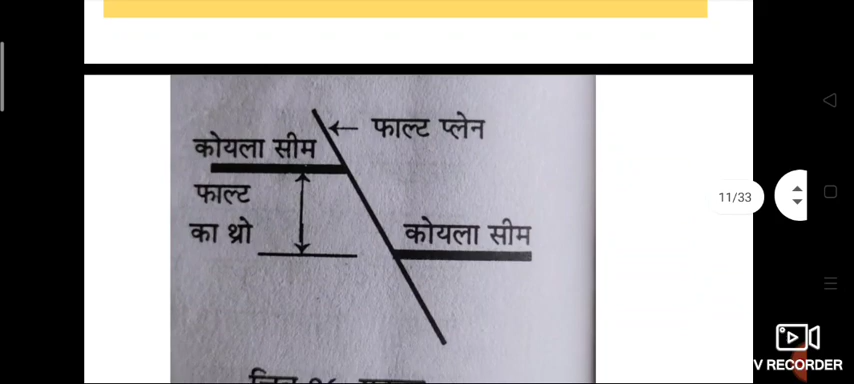 फाल्ट प्लेन
कोयला सीम
फाल्ट
का थ्रो
कोयला सीम
11/33
V RECORDER